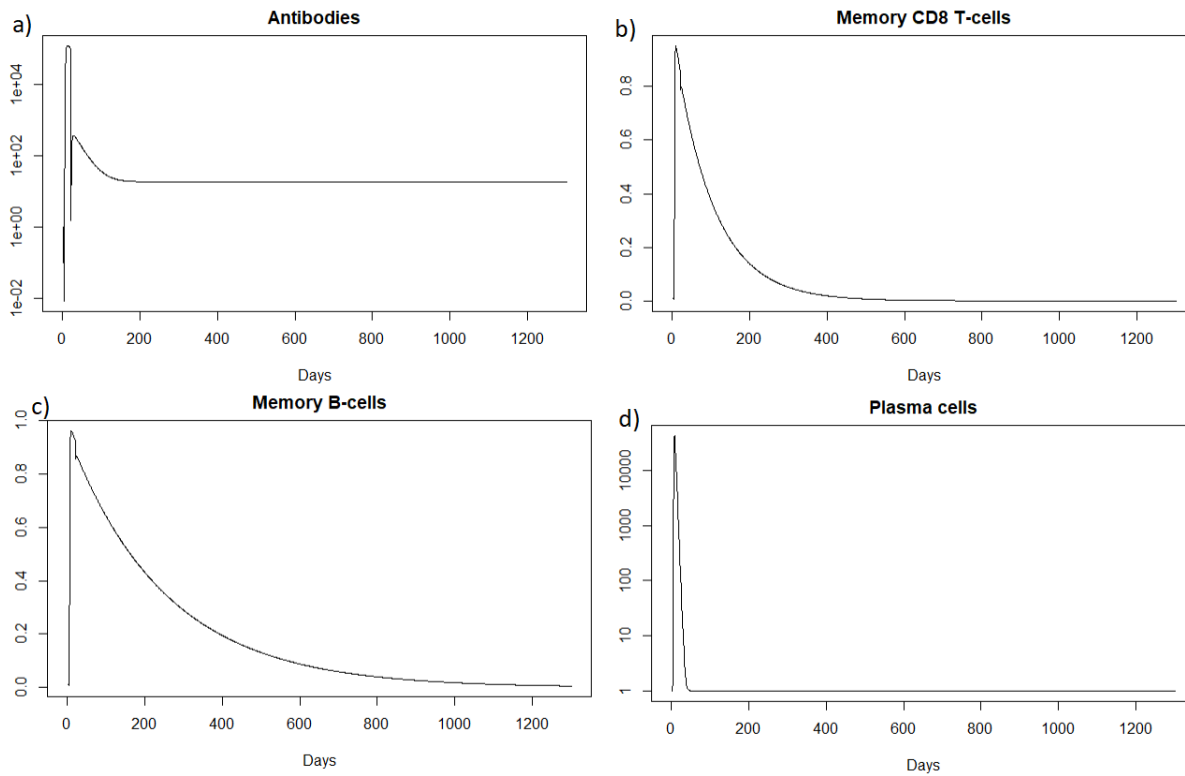 a)
Antibodies
1e+04
1e+02
1e+00
1e-02
0 200 400 600 800 1000 1200
Days
b)
Memory CD8 T-cells
0.8
0.6
0.4
0.2
0.0
0 200 400 600 800 1000 1200
Days
c)
Memory B-cells
1.0
0.8
0.6
0.4
0.2
0.0
0 200 400 600 800 1000 1200
Days
d)
Plasma cells
10000
1000
100
10
1
0 200 400 600 800 1000 1200
Days